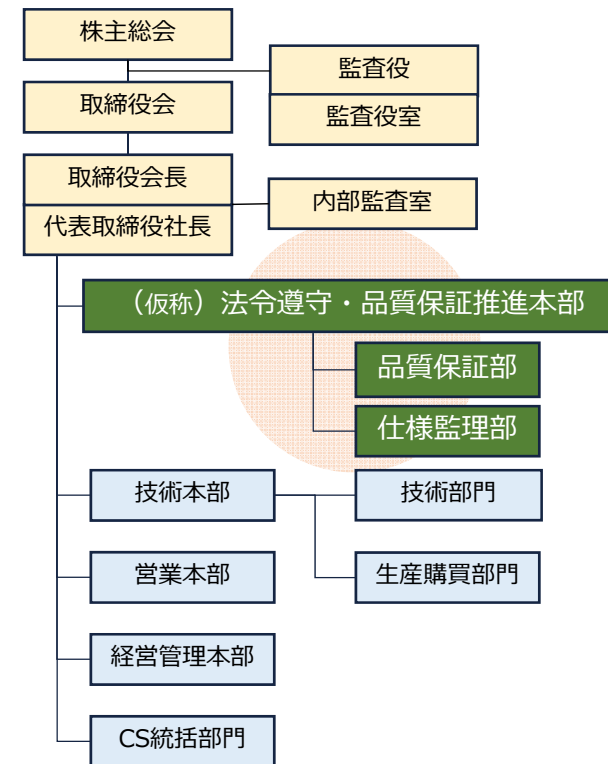 株主総会
監査役
取締役会
監査役室
取締役会長
内部監査室
代表取締役社長
（仮称）法令遵守・品質保証推進本部
品質保証部
仕様監理部
技術本部
技術部門
営業本部
生産購買部門
経営管理本部
CS統括部門